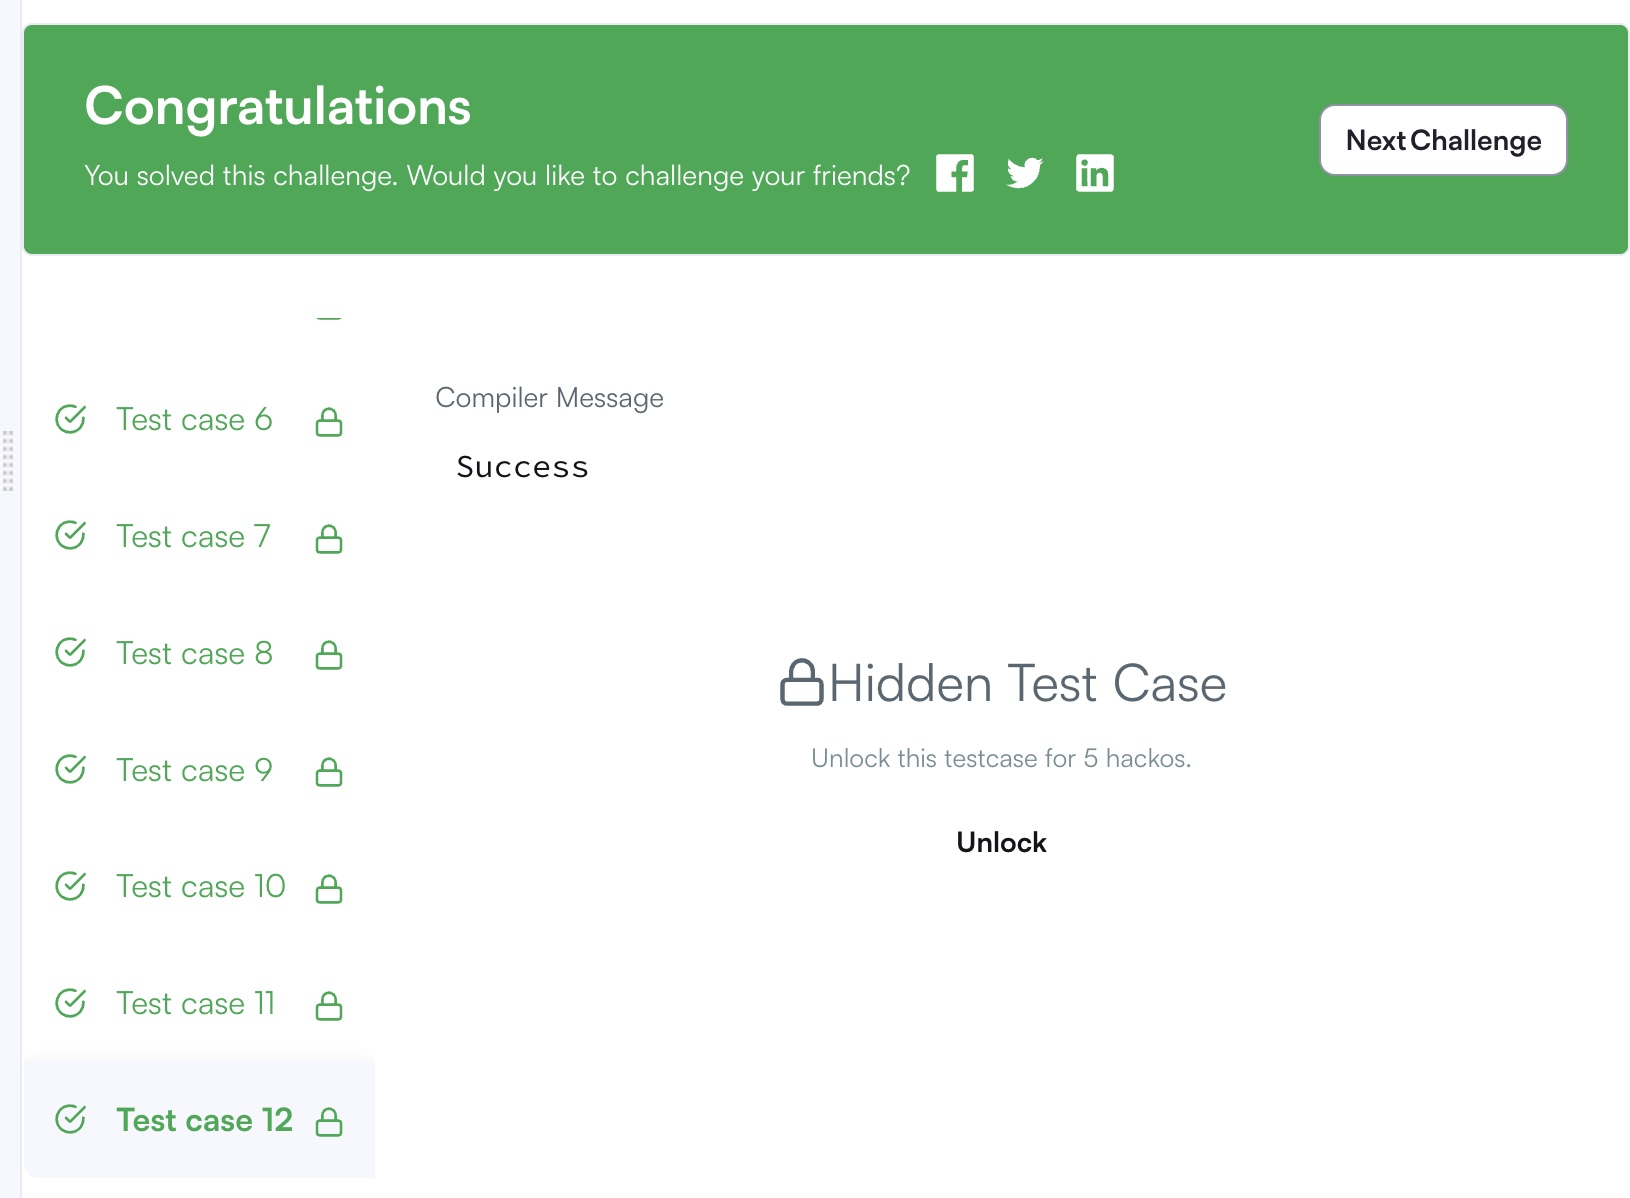 Congratulations
You solved this challenge. Would you like to challenge your friends?
Next Challenge
Test case 6
Test case 7
Test case 8
Test case 9
Test case 10
Test case 11
Test case 12
Compiler Message
Success
Hidden Test Case
Unlock this testcase for 5 hackos.
Unlock